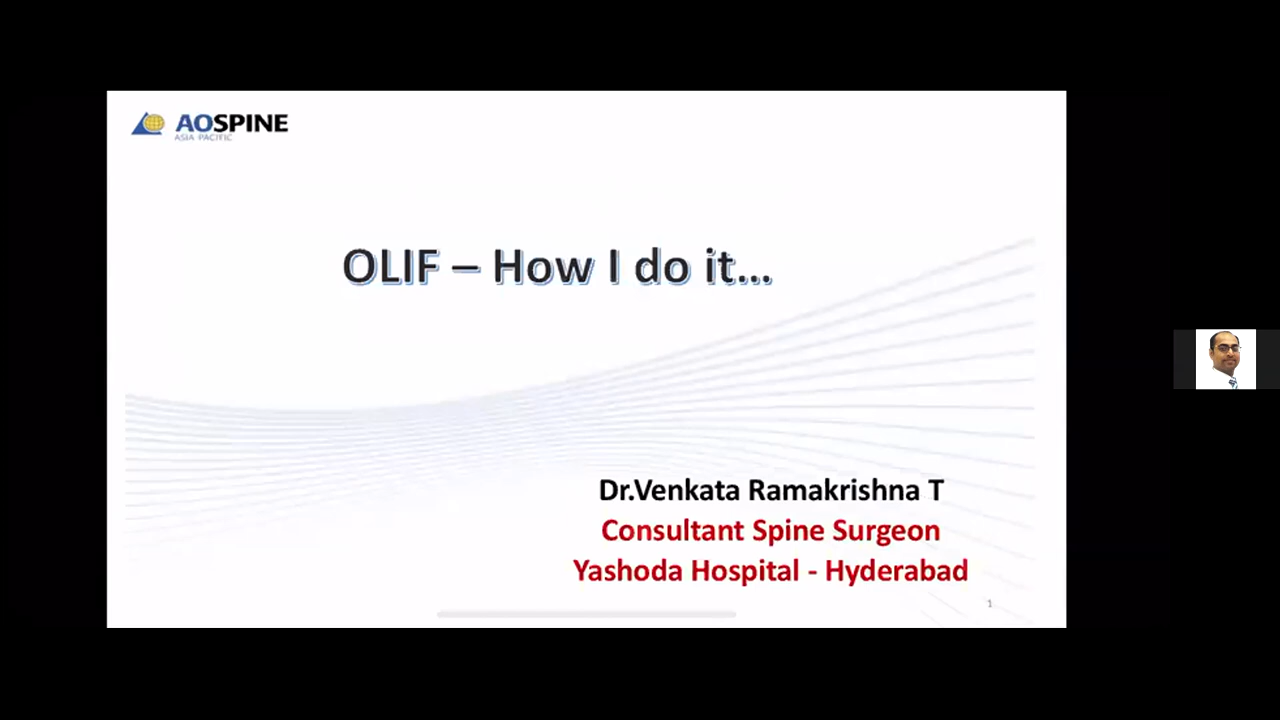 AOSPINE
ASIA PACIFIC
OLIF – How I do it...
Dr.Venkata Ramakrishna T
Consultant Spine Surgeon
Yashoda Hospital - Hyderabad
1